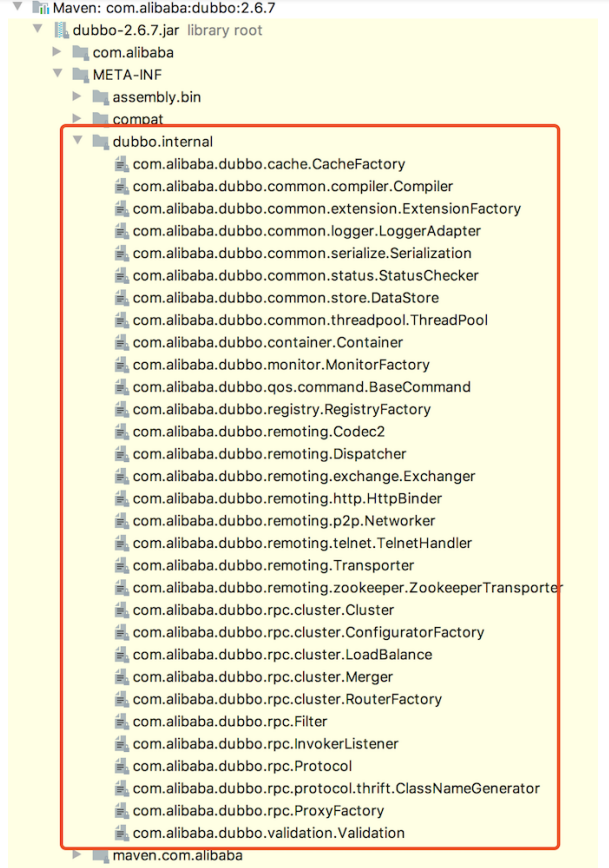 Maven: com.alibaba:dubbo:2.6.7
dubbo-2.6.7.jar library root
com.alibaba
META-INF
assembly.bin
compat
dubbo.internal
com.alibaba.dubbo.cache.CacheFactory
com.alibaba.dubbo.common.compiler.Compiler
com.alibaba.dubbo.common.extension.ExtensionFactory
com.alibaba.dubbo.common.logger.LoggerAdapter
com.alibaba.dubbo.common.serialize.Serialization
com.alibaba.dubbo.common.status.StatusChecker
com.alibaba.dubbo.common.store.DataStore
com.alibaba.dubbo.common.threadpool.ThreadPool
com.alibaba.dubbo.container.Container
com.alibaba.dubbo.monitor.MonitorFactory
com.alibaba.dubbo.qos.command.BaseCommand
com.alibaba.dubbo.registry.RegistryFactory
com.alibaba.dubbo.remoting.Codec2
com.alibaba.dubbo.remoting.Dispatcher
com.alibaba.dubbo.remoting.exchange.Exchanger
com.alibaba.dubbo.remoting.http.HttpBinder
com.alibaba.dubbo.remoting.p2p.Networker
com.alibaba.dubbo.remoting.telnet.TelnetHandler
com.alibaba.dubbo.remoting.Transporter
com.alibaba.dubbo.remoting.zookeeper.ZookeeperTransporter
com.alibaba.dubbo.rpc.cluster.Cluster
com.alibaba.dubbo.rpc.cluster.ConfiguratorFactory
com.alibaba.dubbo.rpc.cluster.LoadBalance
com.alibaba.dubbo.rpc.cluster.Merger
com.alibaba.dubbo.rpc.cluster.RouterFactory
com.alibaba.dubbo.rpc.Filter
com.alibaba.dubbo.rpc.InvokerListener
com.alibaba.dubbo.rpc.Protocol
com.alibaba.dubbo.rpc.protocol.thrift.ClassNameGenerator
com.alibaba.dubbo.rpc.ProxyFactory
com.alibaba.dubbo.validation.Validation
maven.com.alibaba